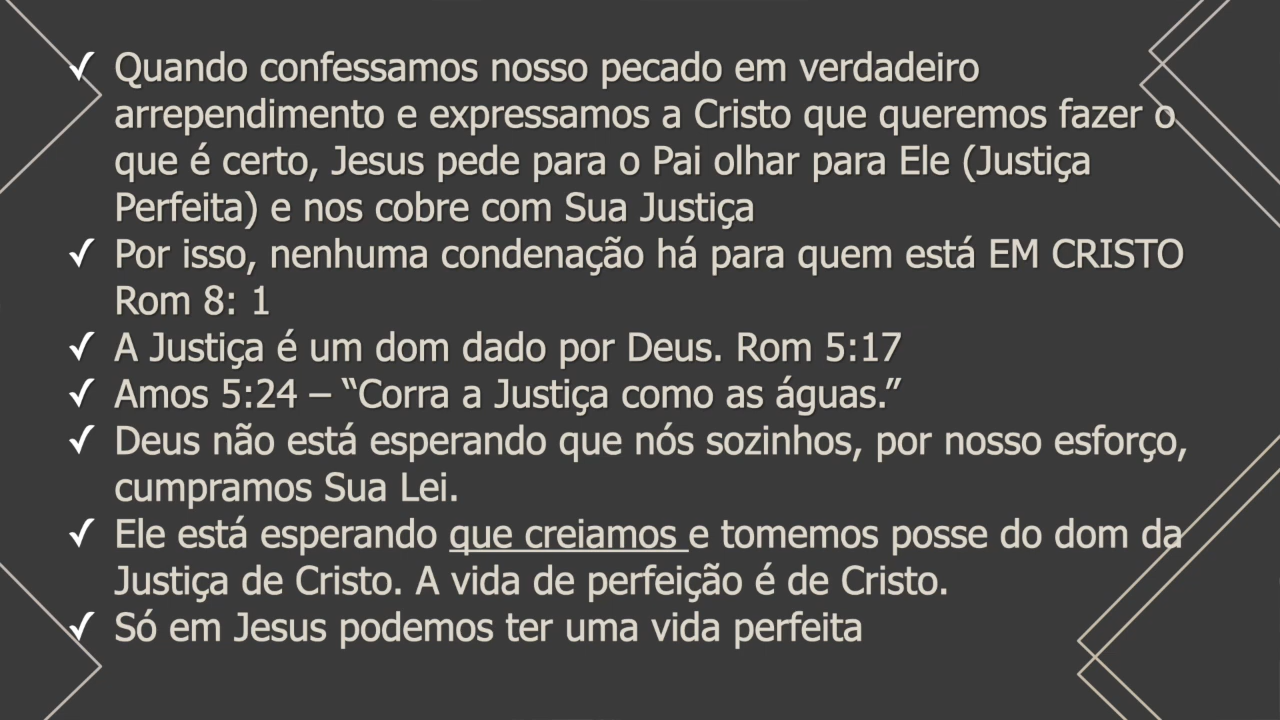 ✓ Quando confessamos nosso pecado em verdadeiro
arrependimento e expressamos a Cristo que queremos fazer o
que é certo, Jesus pede para o Pai olhar para Ele (Justiça
Perfeita) e nos cobre com Sua Justiça
✓ Por isso, nenhuma condenação há para quem está EM CRISTO
Rom 8: 1
✓ A Justiça é um dom dado por Deus. Rom 5:17
✓ Amos 5:24 – “Corra a Justiça como as águas.”
✓ Deus não está esperando que nós sozinhos, por nosso esforço,
cumpramos Sua Lei.
✓ Ele está esperando que creiamos e tomemos posse do dom da
Justiça de Cristo. A vida de perfeição é de Cristo.
✓ Só em Jesus podemos ter uma vida perfeita